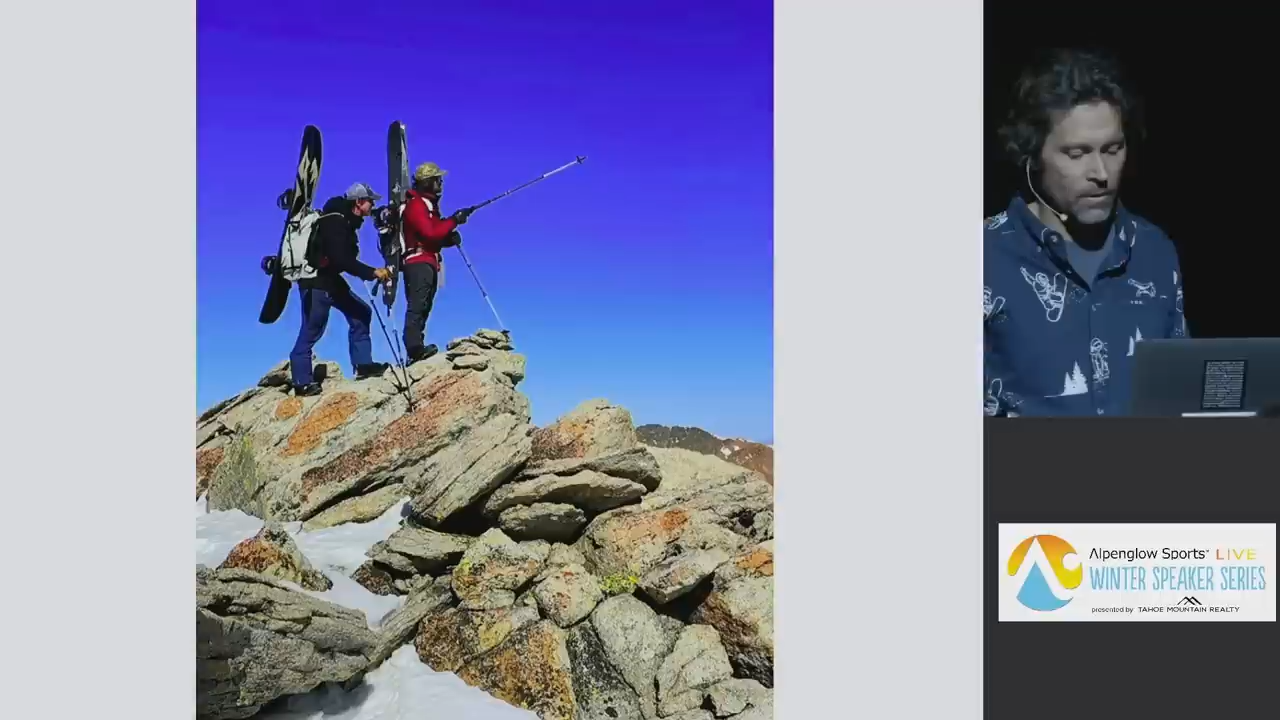 Alpenglow Sports LIVE
WINTER SPEAKER SERIES
presented by TAHOE MOUNTAIN REALTY